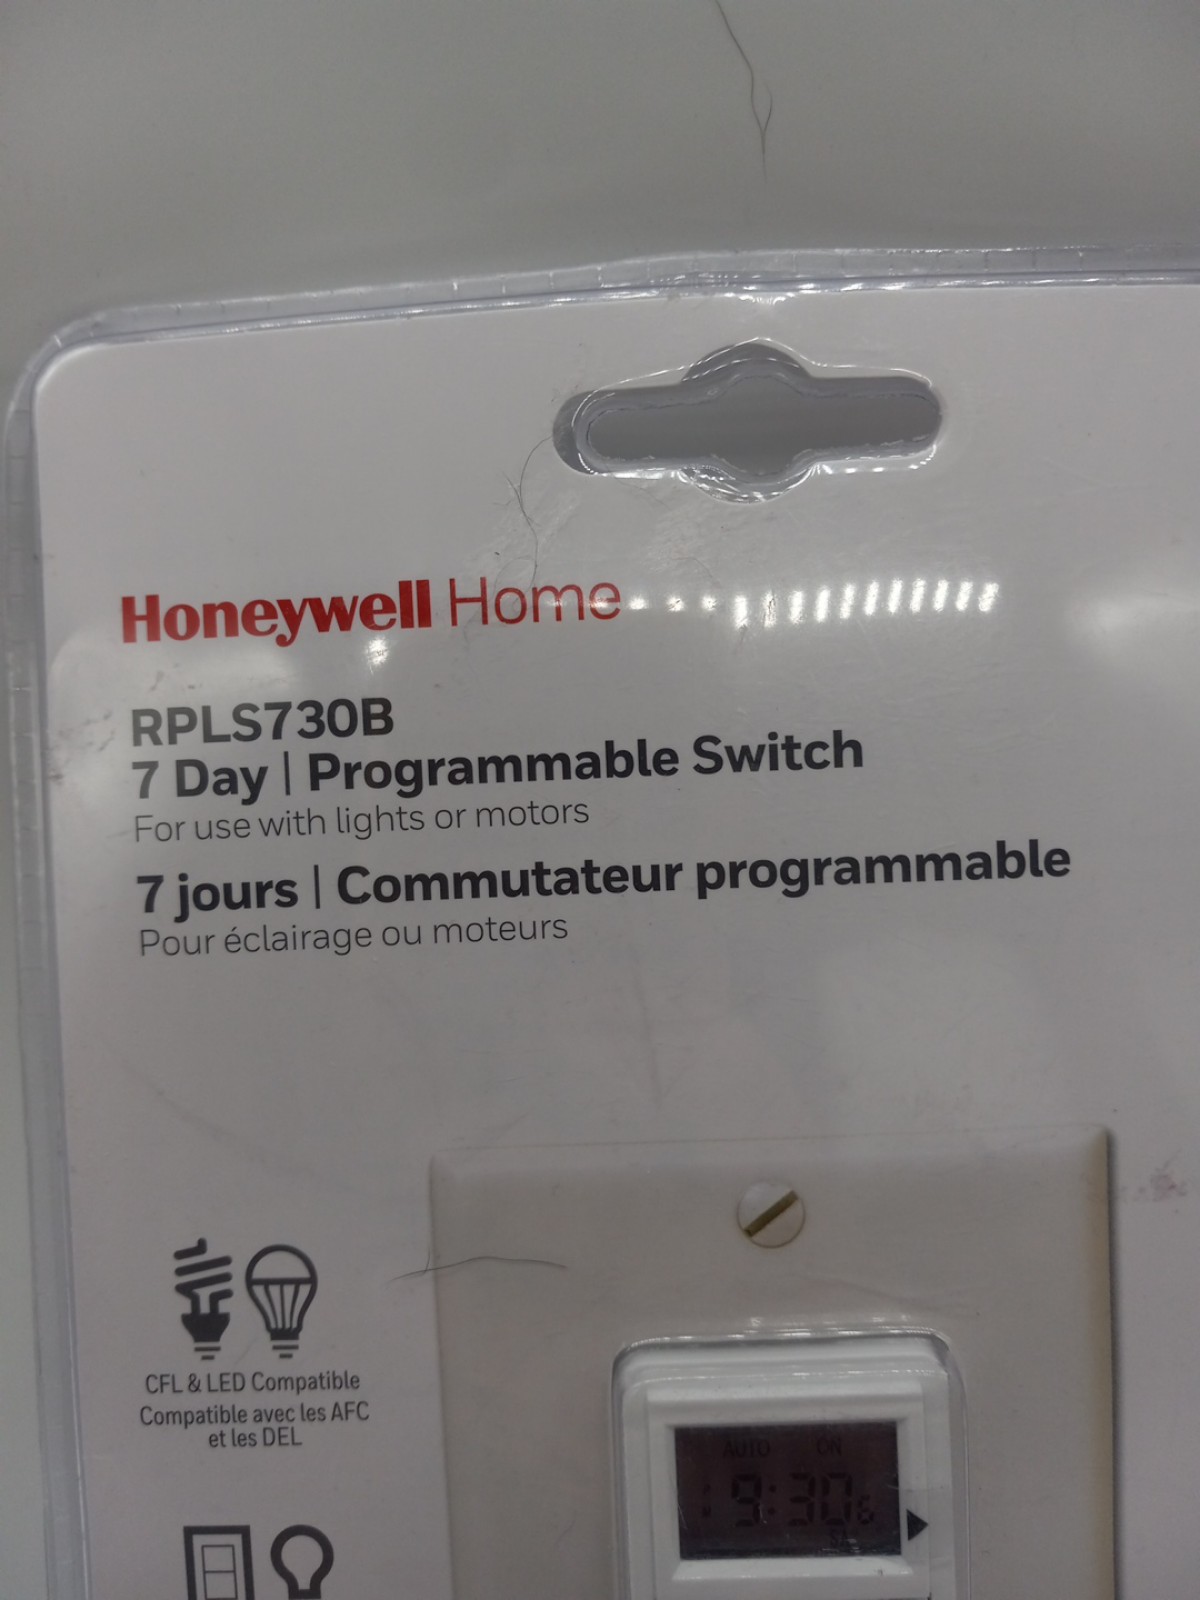 Honeywell Home
RPLS730B
7 Day | Programmable Switch
For use with lights or motors
7 jours | Commutateur programmable
Pour éclairage ou moteurs
CFL & LED Compatible
Compatible avec les AFC
et les DEL
AUTO ON
9:30